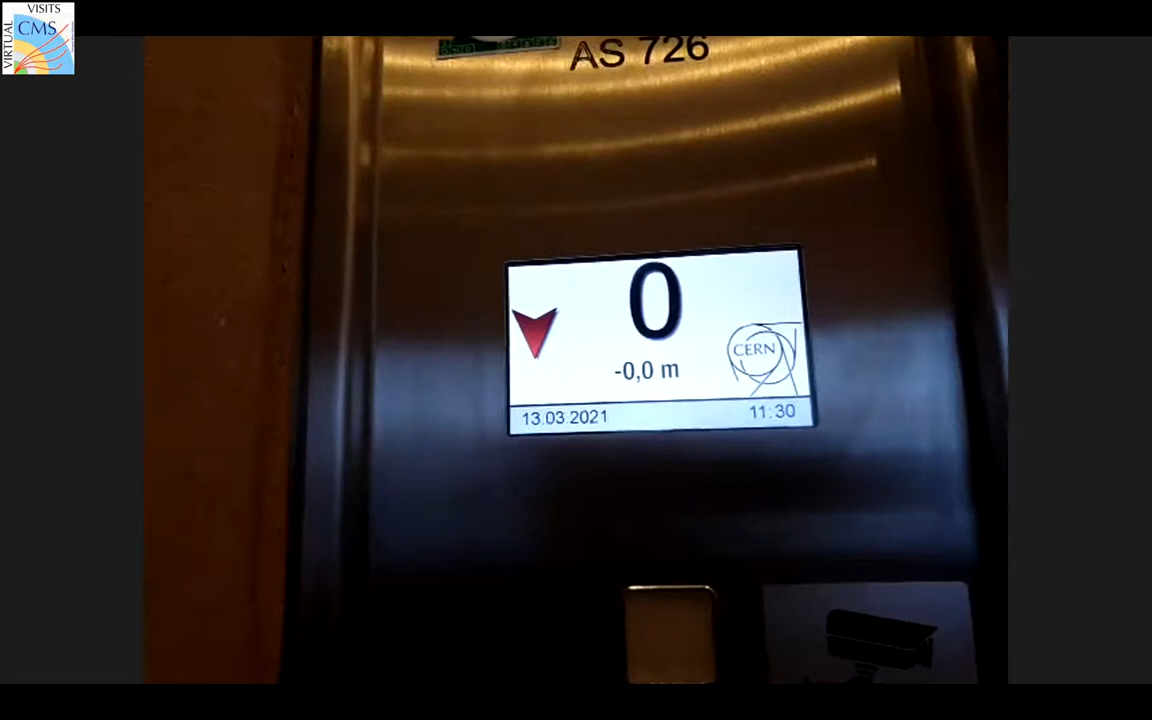 VISITS
VIRTUAL
CMS
AS 726
0
-0,0 m
CERN
13.03.2021
11:30